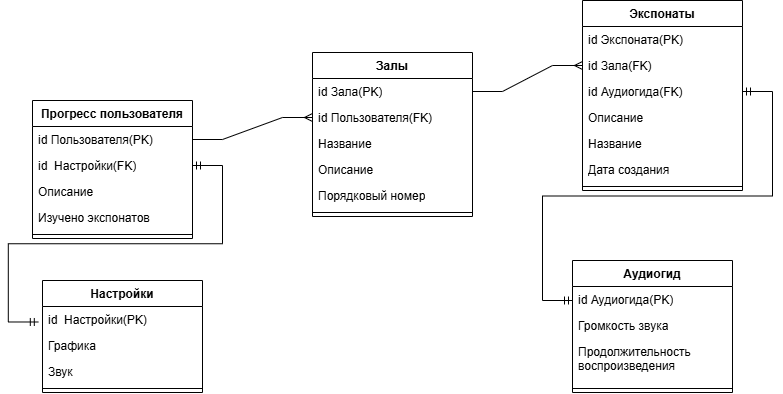 Прогресс пользователя
id Пользователя(PK)
id Настройки(FK)
Описание
Изучено экспонатов
Настройки
id Настройки(PK)
Графика
Звук
Залы
id Зала(PK)
id Пользователя(FK)
Название
Описание
Порядковый номер
Экспонаты
id Экспоната(PK)
id Зала(FK)
id Аудиогида(FK)
Описание
Название
Дата создания
Аудиогид
id Аудиогида(PK)
Громкость звука
Продолжительность
воспроизведения